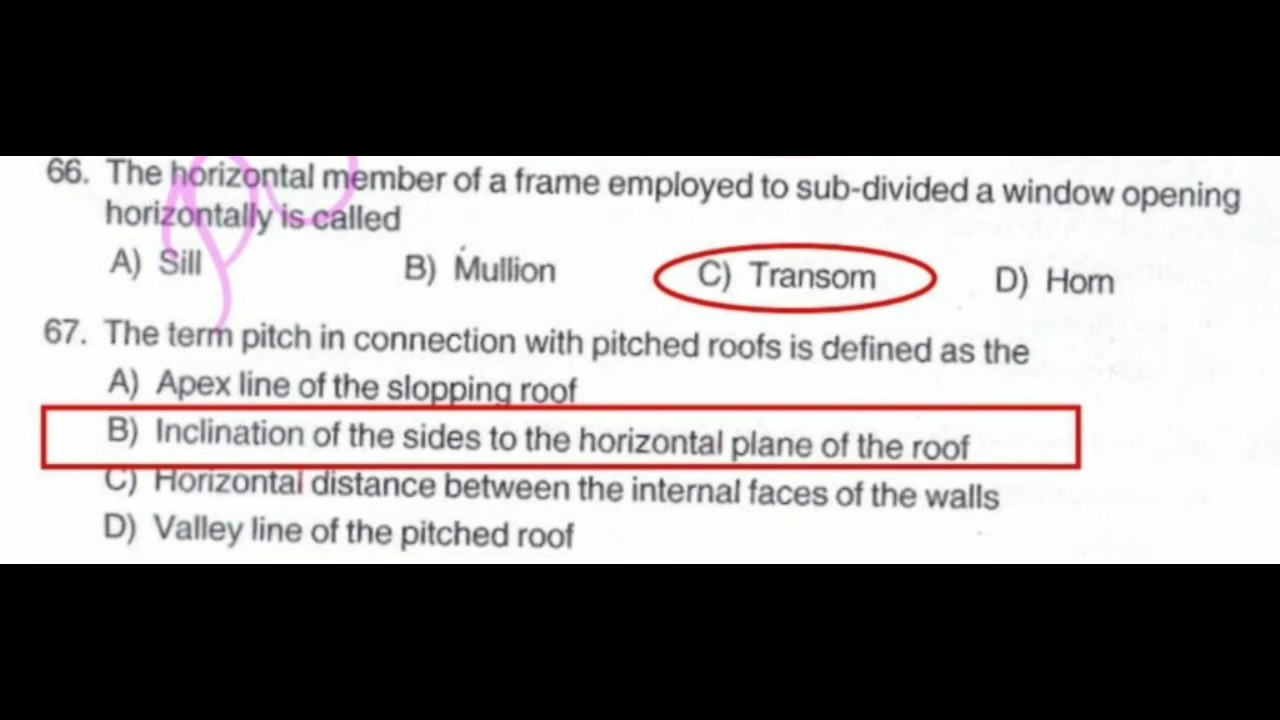 66. The horizontal member of a frame employed to sub-divided a window opening
horizontally is called
A) Sill B) Mullion C) Transom D) Horn
67. The term pitch in connection with pitched roofs is defined as the
A) Apex line of the slopping roof
B) Inclination of the sides to the horizontal plane of the roof
C) Horizontal distance between the internal faces of the walls
D) Valley line of the pitched roof